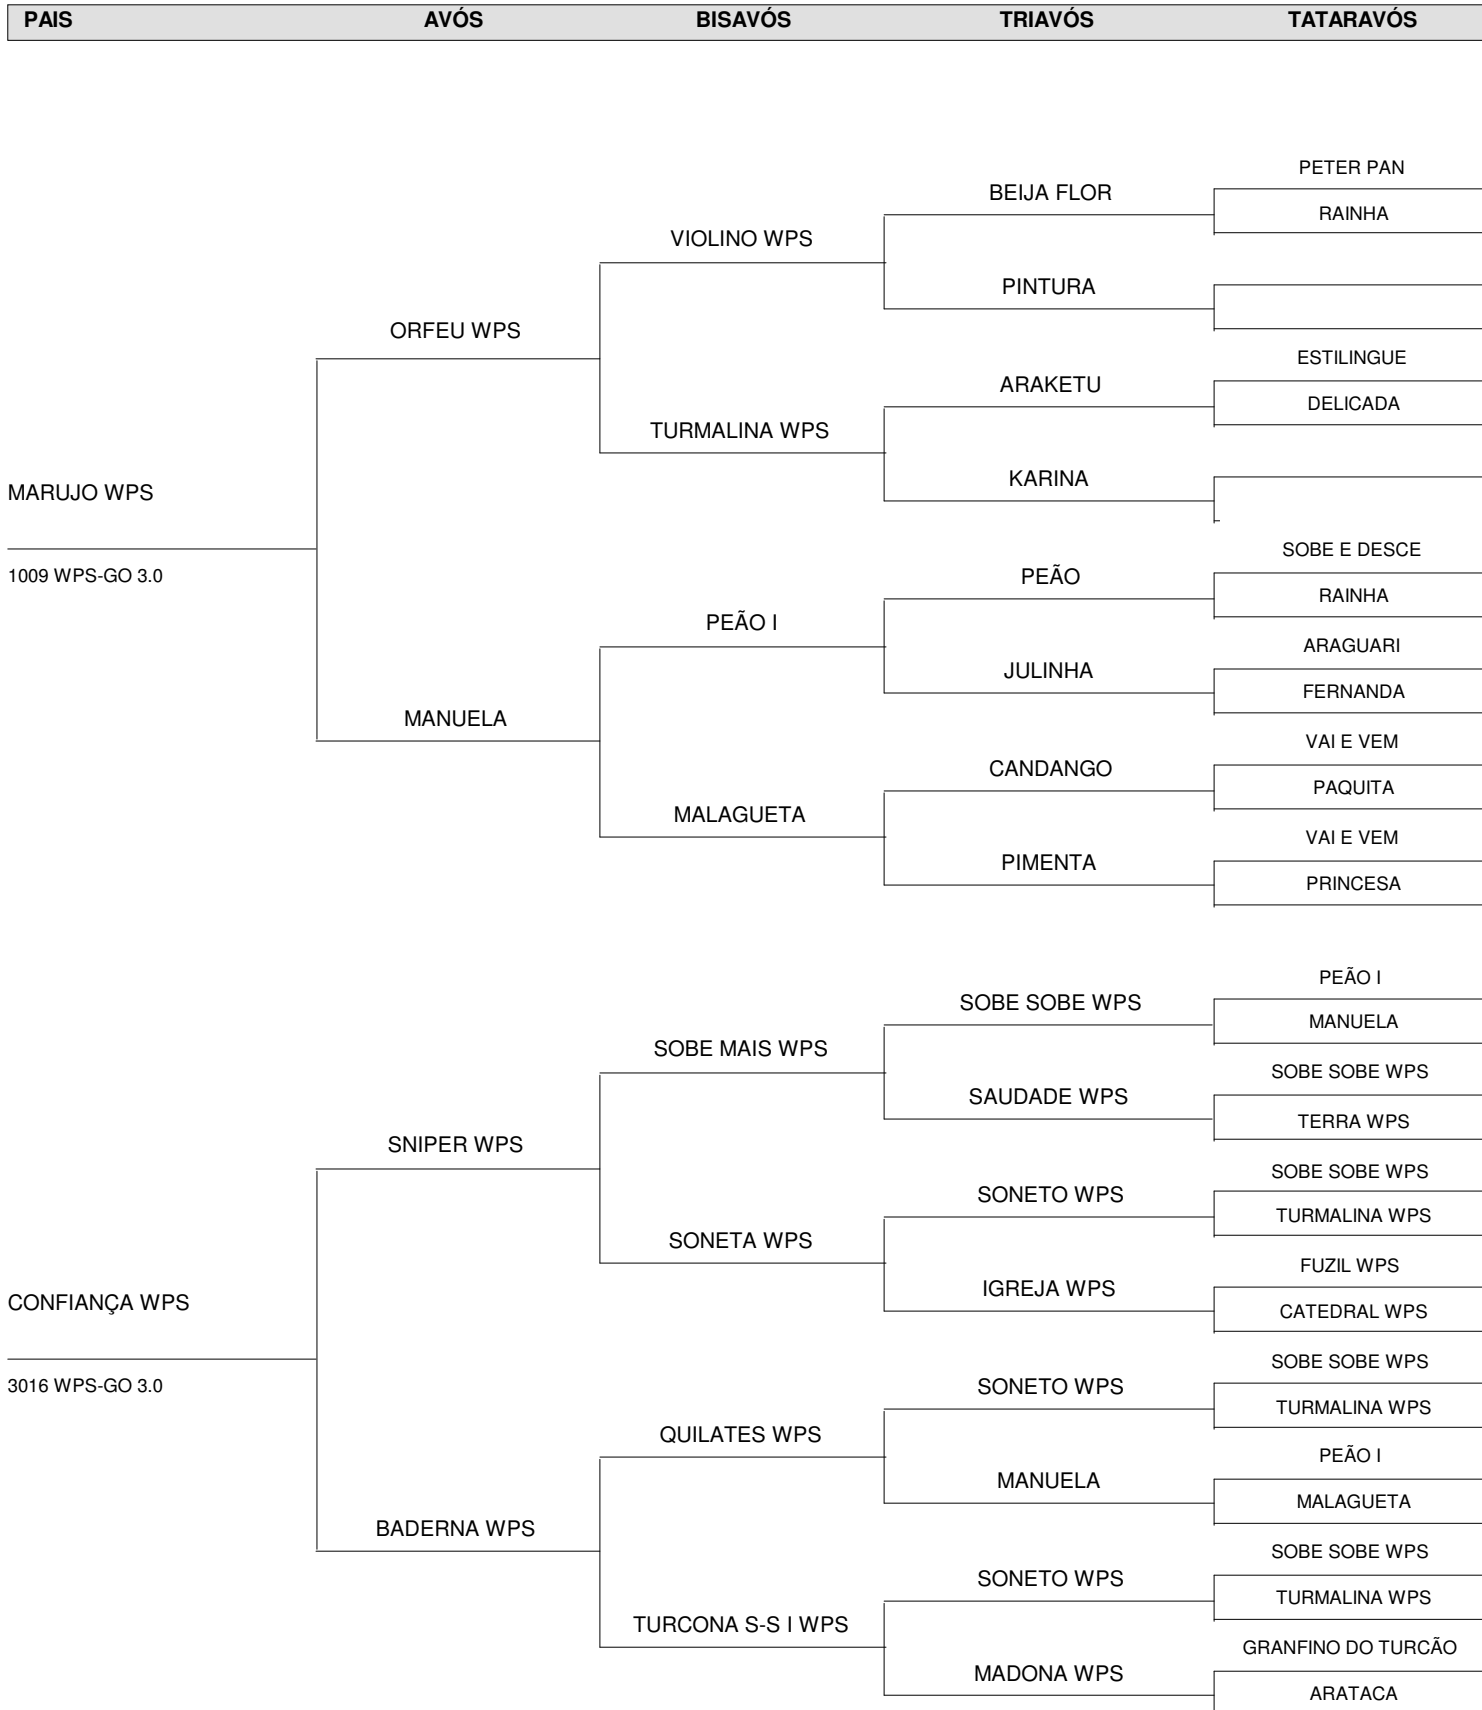 PAIS AVÓS BISAVÓS TRIAVÓS TATARAVÓS
PETER PAN
BEIJA FLOR
RAINHA
VIOLINO WPS
PINTURA
ORFEU WPS
ESTILINGUE
ARAKETU
DELICADA
TURMALINA WPS
KARINA
MARUJO WPS
SOBE E DESCE
1009 WPS-GO 3.0
PEÃO
RAINHA
PEÃO I
ARAGUARI
JULINHA
FERNANDA
MANUELA
VAI E VEM
CANDANGO
PAQUITA
MALAGUETA
VAI E VEM
PIMENTA
PRINCESA
PEÃO I
SOBE SOBE WPS
MANUELA
SOBE MAIS WPS
SOBE SOBE WPS
SAUDADE WPS
TERRA WPS
SNIPER WPS
SOBE SOBE WPS
SONETO WPS
TURMALINA WPS
SONETA WPS
FUZIL WPS
IGREJA WPS
CONFIANÇA WPS
CATEDRAL WPS
SOBE SOBE WPS
3016 WPS-GO 3.0
SONETO WPS
TURMALINA WPS
QUILATES WPS
PEÃO I
MANUELA
MALAGUETA
BADERNA WPS
SOBE SOBE WPS
SONETO WPS
TURMALINA WPS
TURCONA S-S I WPS
GRANFINO DO TURCÃO
MADONA WPS
ARATACA